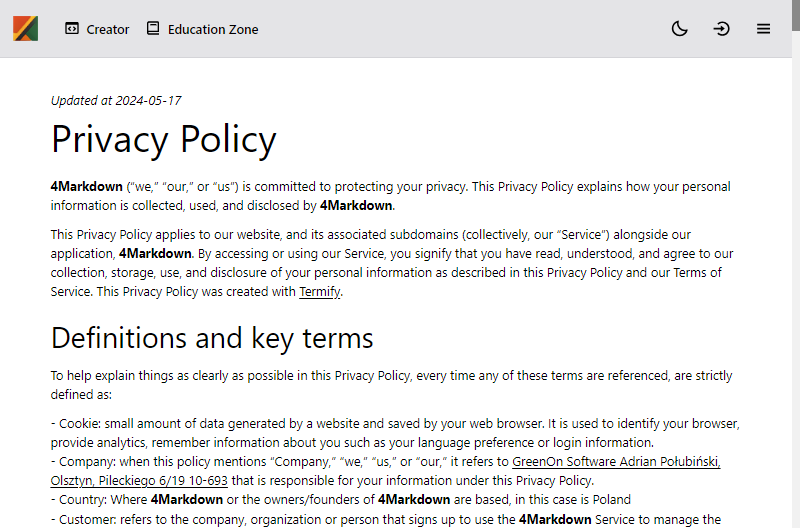 Creator
Education Zone
Updated at 2024-05-17
Privacy Policy
4Markdown (“we,” “our,” or “us”) is committed to protecting your privacy. This Privacy Policy explains how your personal
information is collected, used, and disclosed by 4Markdown.
This Privacy Policy applies to our website, and its associated subdomains (collectively, our “Service”) alongside our
application, 4Markdown. By accessing or using our Service, you signify that you have read, understood, and agree to our
collection, storage, use, and disclosure of your personal information as described in this Privacy Policy and our Terms of
Service. This Privacy Policy was created with Termify.
Definitions and key terms
To help explain things as clearly as possible in this Privacy Policy, every time any of these terms are referenced, are strictly
defined as:
- Cookie: small amount of data generated by a website and saved by your web browser. It is used to identify your browser,
provide analytics, remember information about you such as your language preference or login information.
- Company: when this policy mentions “Company,” “we,” “us,” or “our,” it refers to GreenOn Software Adrian Połubiński,
Olsztyn, Pileckiego 6/19 10-693 that is responsible for your information under this Privacy Policy.
- Country: Where 4Markdown or the owners/founders of 4Markdown are based, in this case is Poland
- Customer: refers to the company, organization or person that signs up to use the 4Markdown Service to manage the